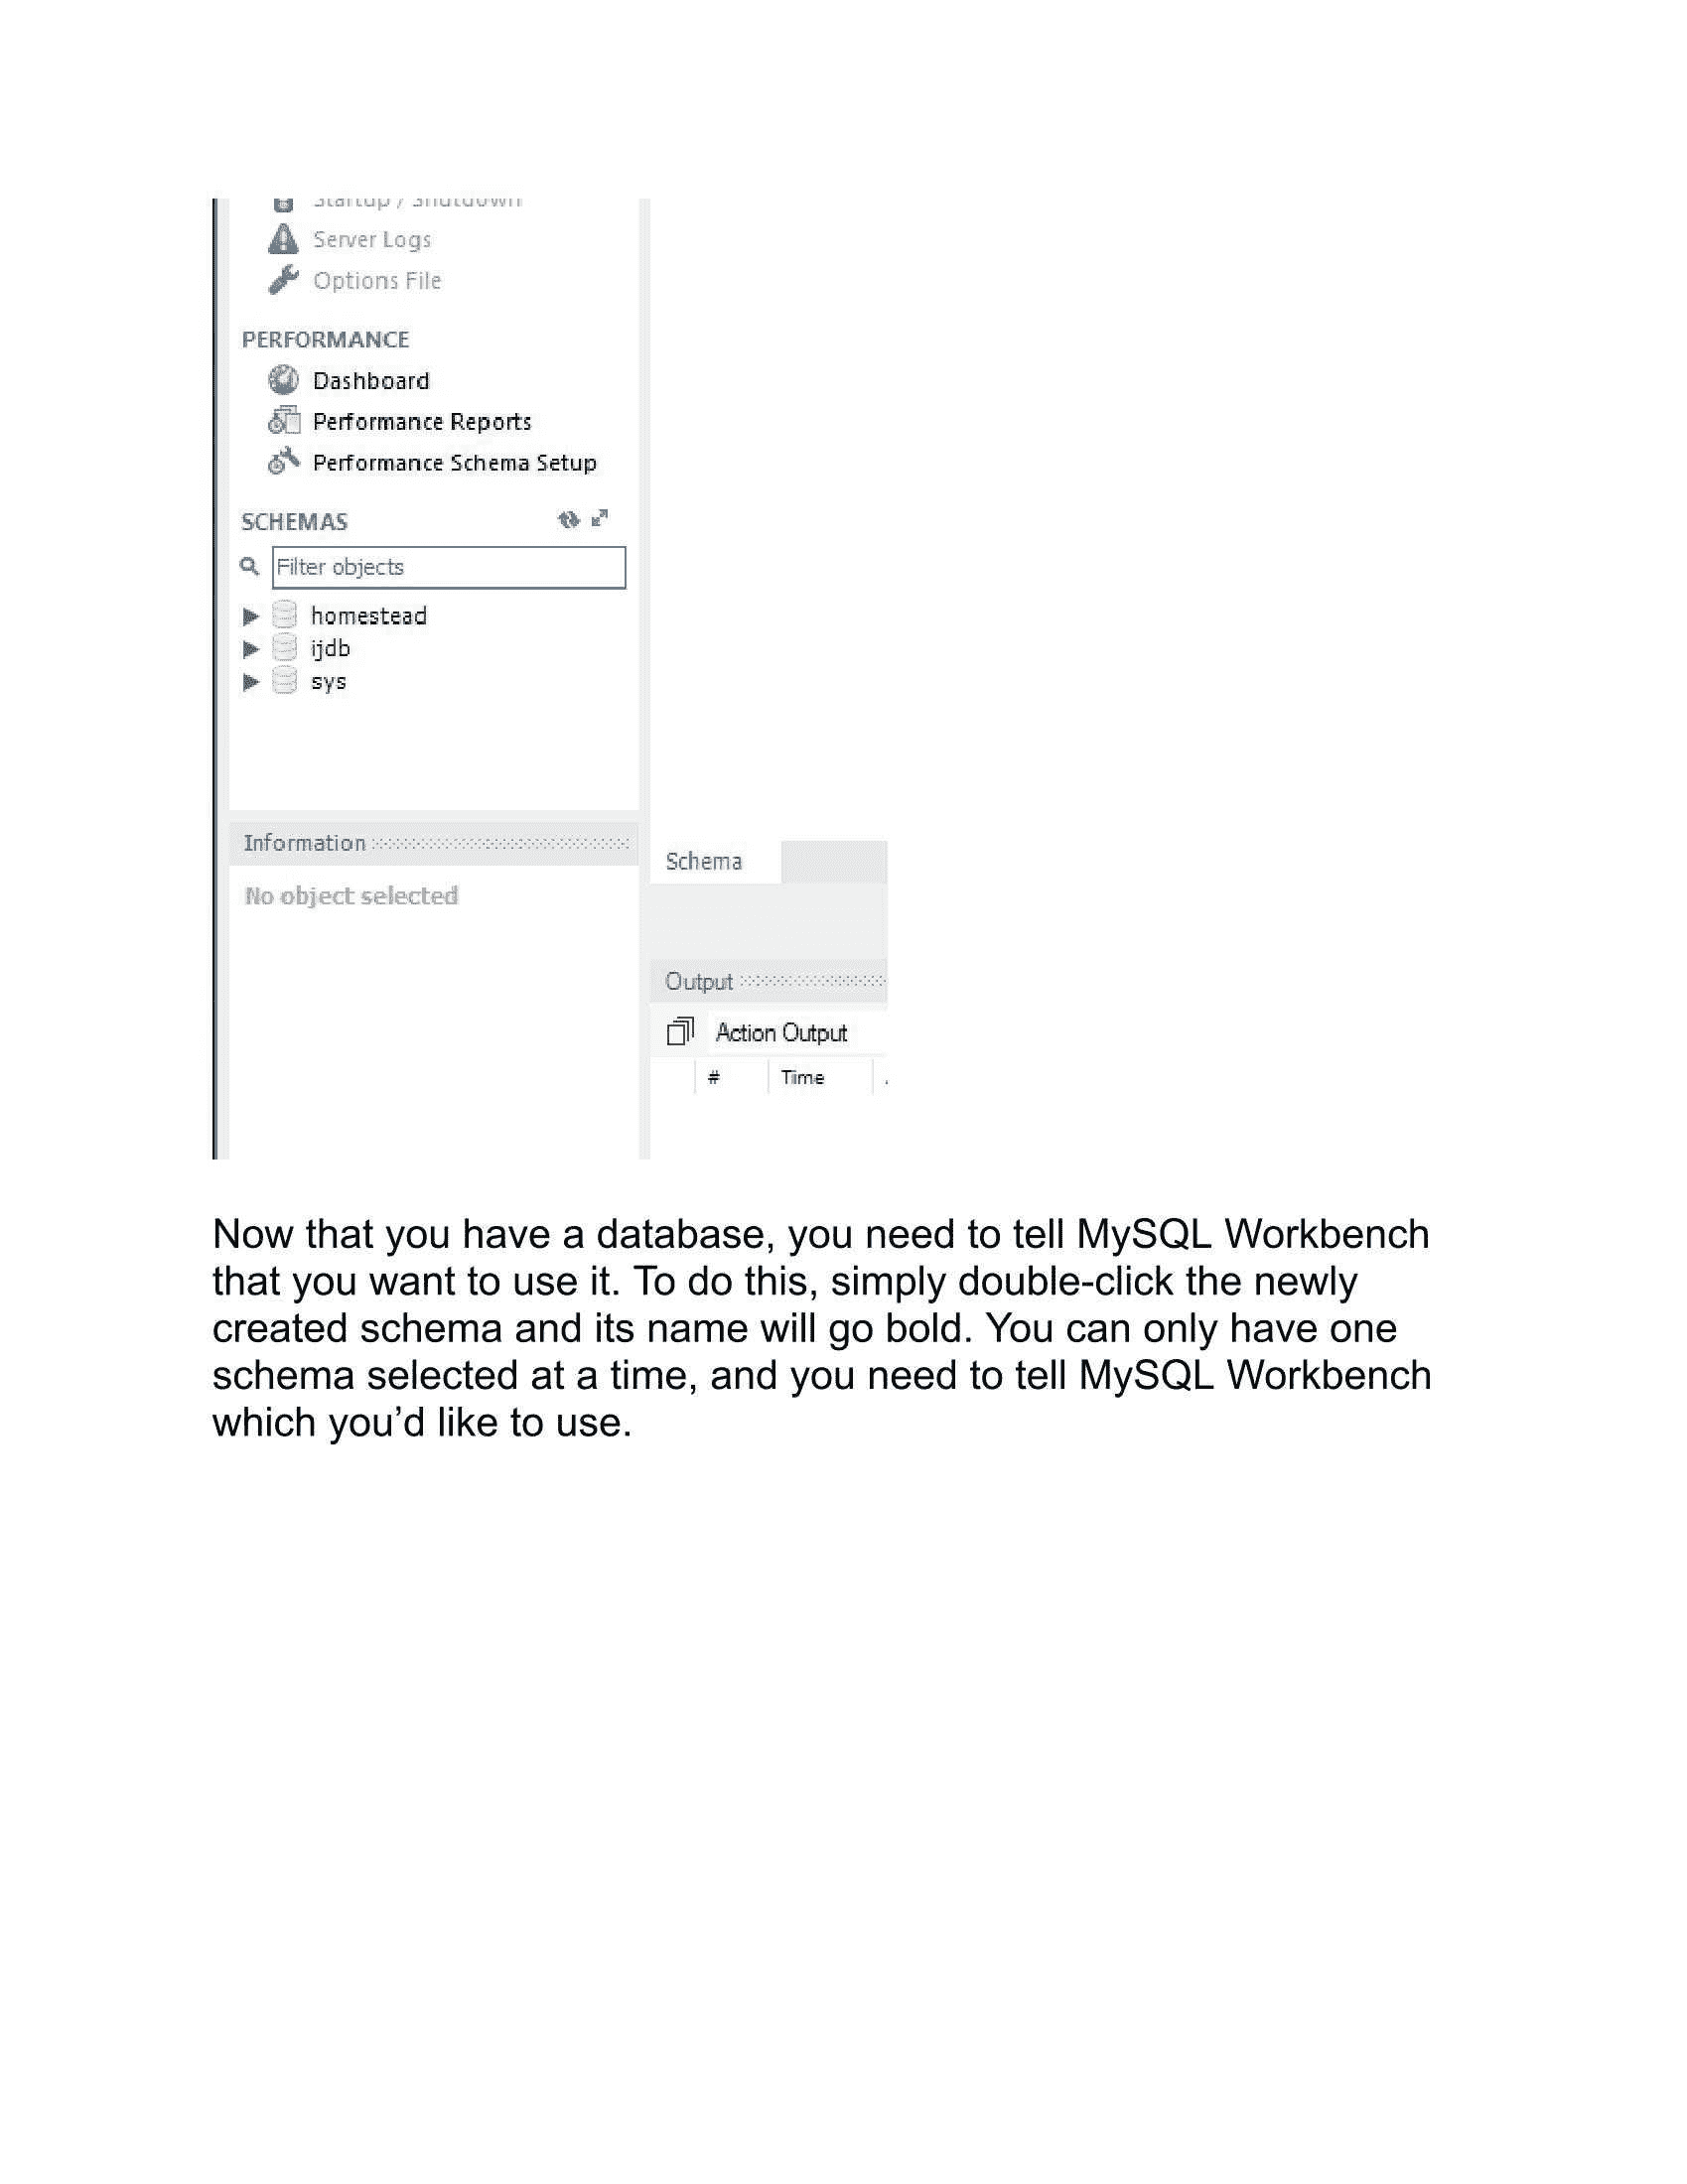 Startup / Shutdown
Server Logs
Options File
PERFORMANCE
Dashboard
Performance Reports
Performance Schema Setup
SCHEMAS
Filter objects
homestead
ijdb
sys
Information
No object selected
Schema
Output
Action Output
# Time
Now that you have a database, you need to tell MySQL Workbench
that you want to use it. To do this, simply double-click the newly
created schema and its name will go bold. You can only have one
schema selected at a time, and you need to tell MySQL Workbench
which you’d like to use.